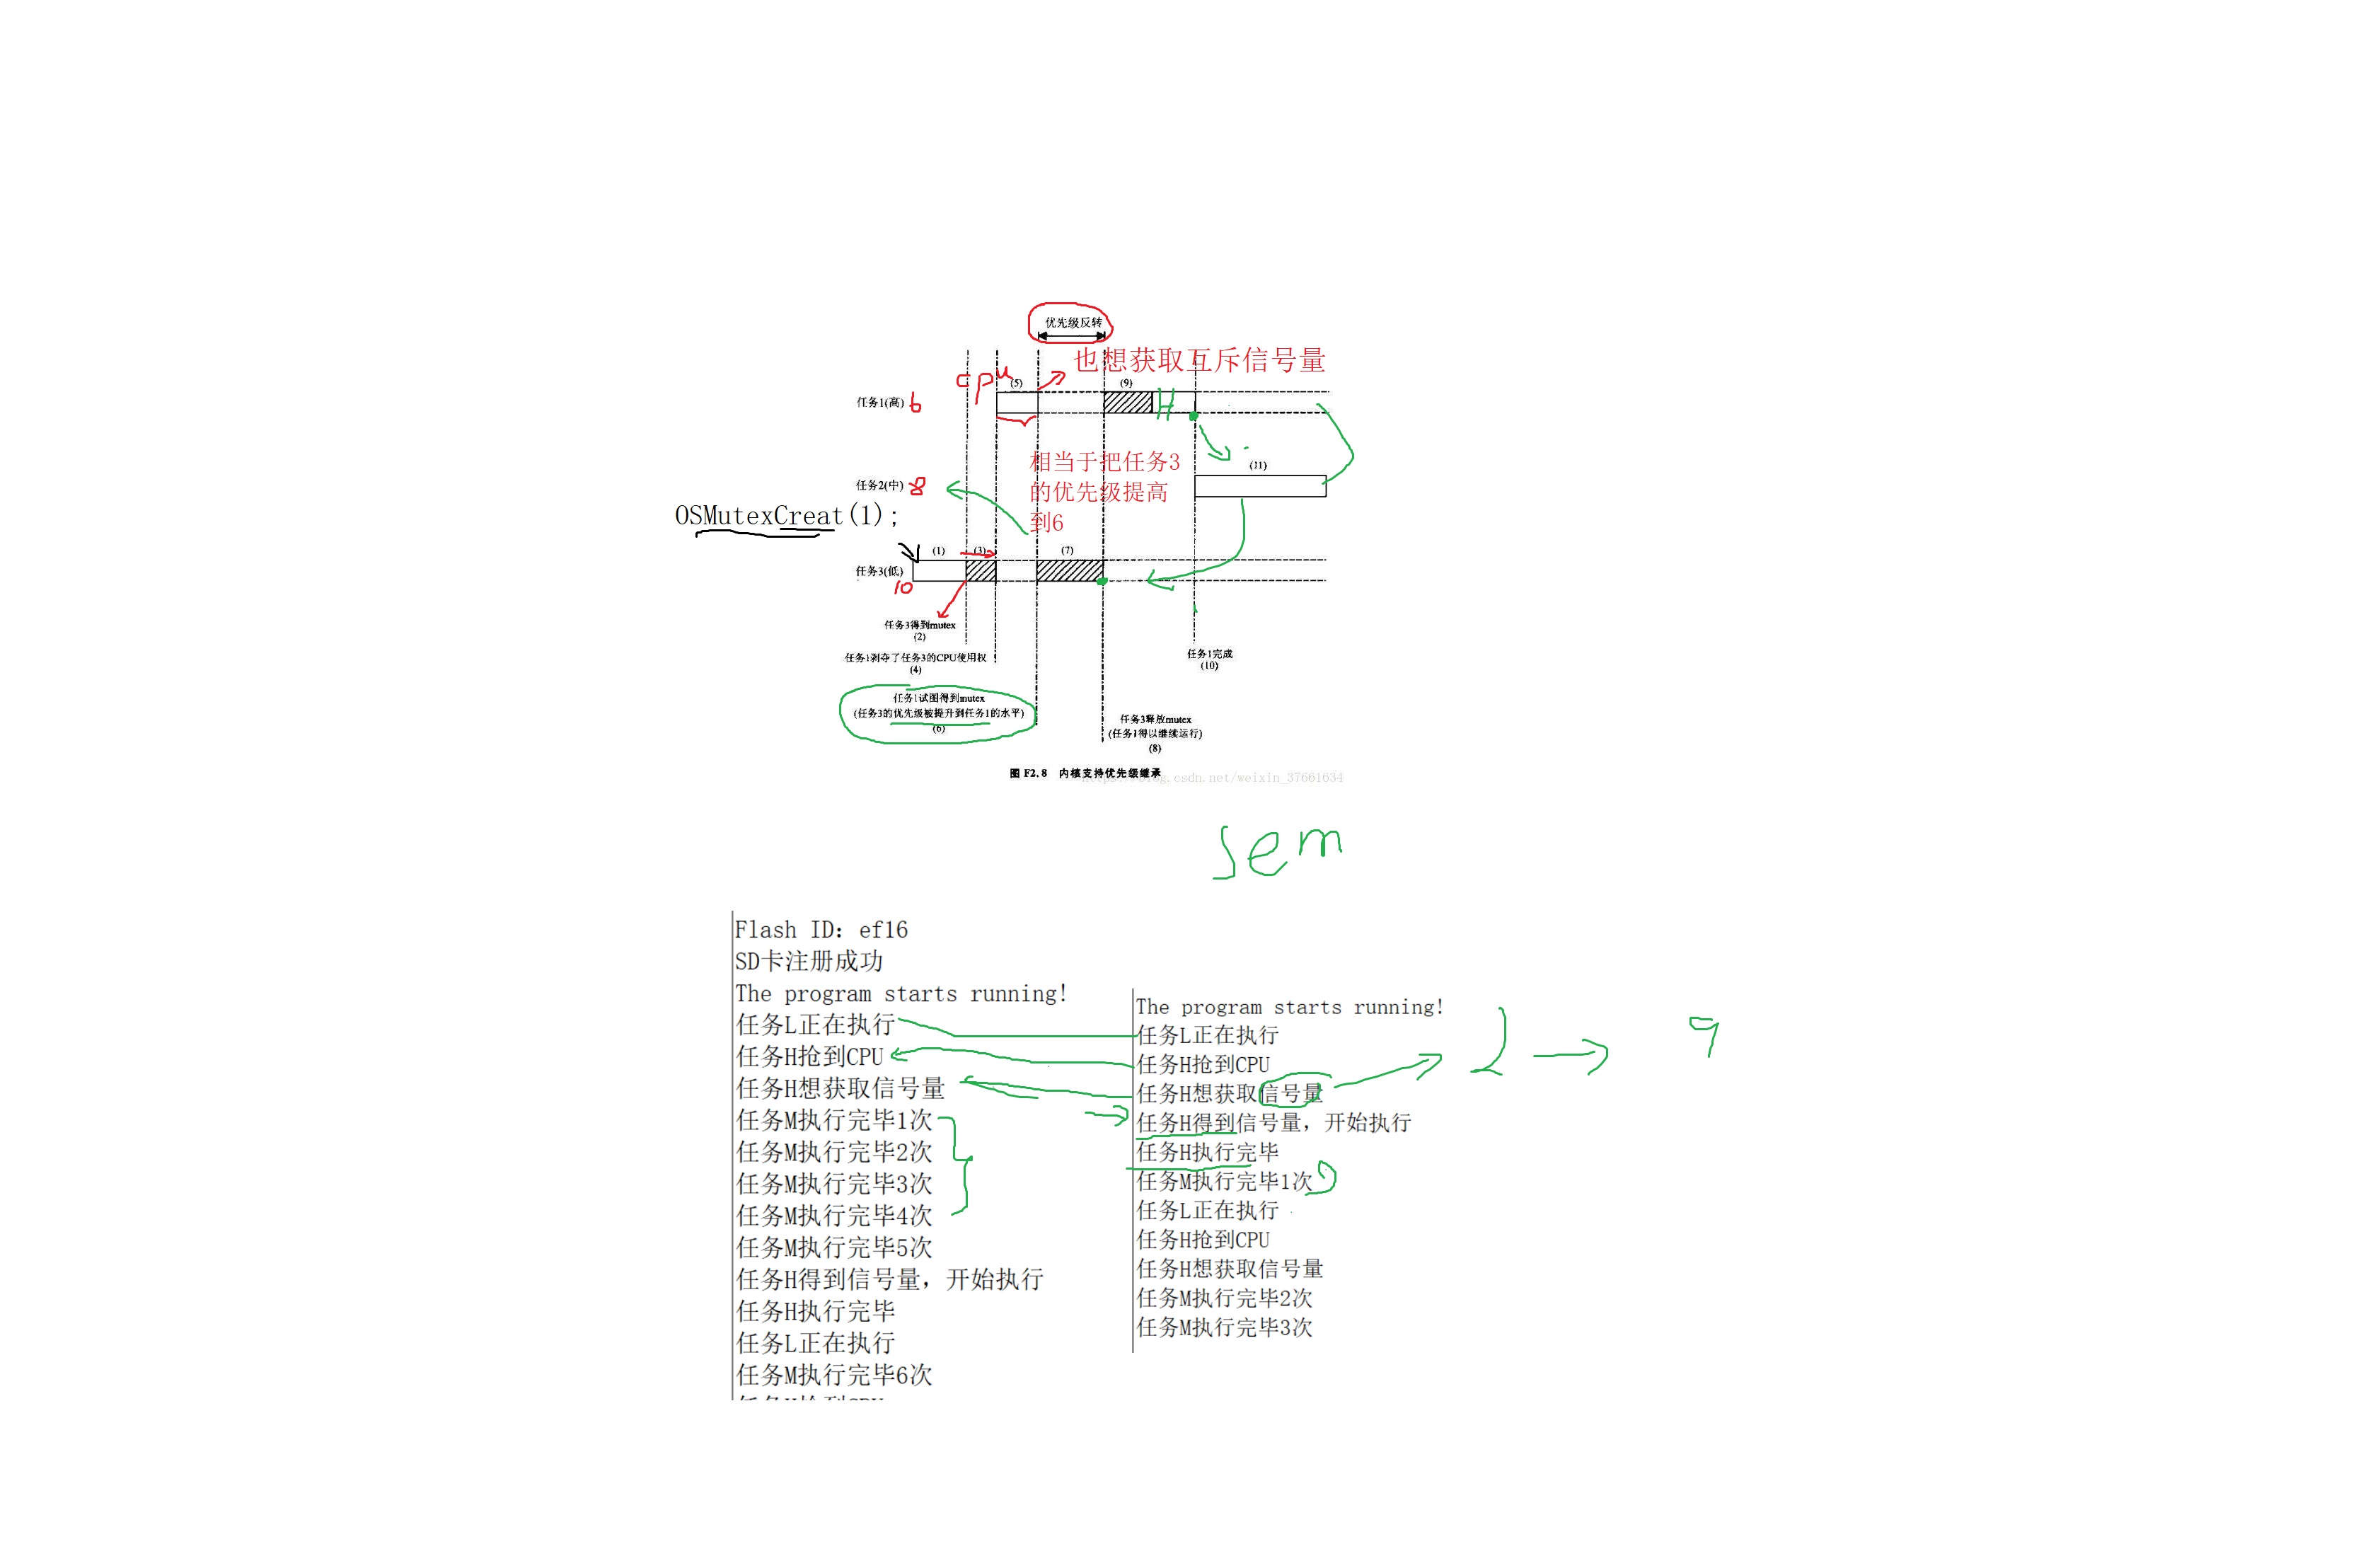 优先级反转
也想获取互斥信号量
cpu
(5)
(9)
任务1(高) 6
H
相当于把任务3
的优先级提高
到6
(11)
任务2(中) 8
OSMutexCreat(1);
(1)
(3)
(7)
任务3(低)
10
任务3得到mutex
(2)
任务1剥夺了任务3的CPU使用权
(4)
任务1完成
(10)
任务1试图得到mutex
(任务3的优先级被提升到任务1的水平)
(6)
任务3释放mutex
(任务1得以继续运行)
(8)
图 F2.8 内核支持优先级继承
g.csdn.net/weixin_37661634
sem
Flash ID: ef16
SD卡注册成功
The program starts running!
任务L正在执行
任务H抢到CPU
任务H想获取信号量
任务M执行完毕1次
任务M执行完毕2次
任务M执行完毕3次
任务M执行完毕4次
任务M执行完毕5次
任务H得到信号量，开始执行
任务H执行完毕
任务L正在执行
任务M执行完毕6次
The program starts running!
任务L正在执行
任务H抢到CPU
任务H想获取信号量
任务H得到信号量，开始执行
任务H执行完毕
任务M执行完毕1次
任务L正在执行
任务H抢到CPU
任务H想获取信号量
任务M执行完毕2次
任务M执行完毕3次